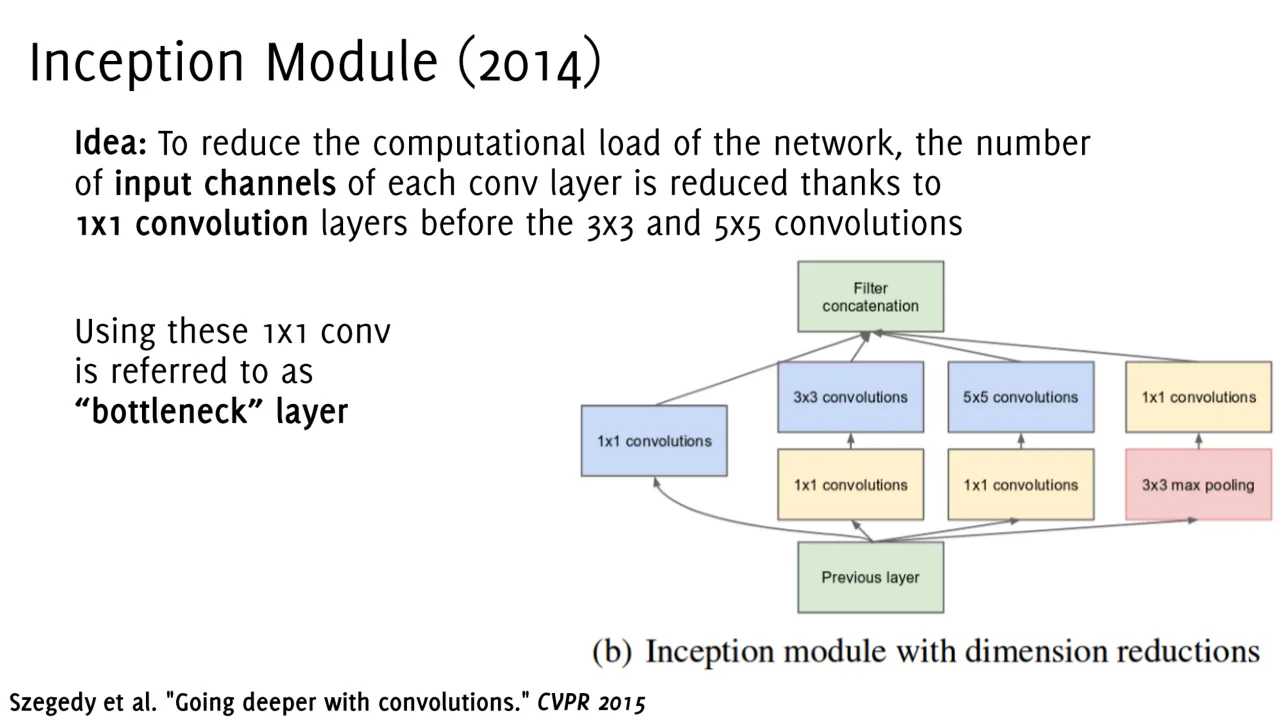 Inception Module (2014)
Idea: To reduce the computational load of the network, the number
of input channels of each conv layer is reduced thanks to
1x1 convolution layers before the 3x3 and 5x5 convolutions
Using these 1x1 conv
is referred to as
“bottleneck” layer
Filter
concatenation
3x3 convolutions
5x5 convolutions
1x1 convolutions
1x1 convolutions
1x1 convolutions
1x1 convolutions
3x3 max pooling
Previous layer
(b) Inception module with dimension reductions
Szegedy et al. "Going deeper with convolutions." CVPR 2015